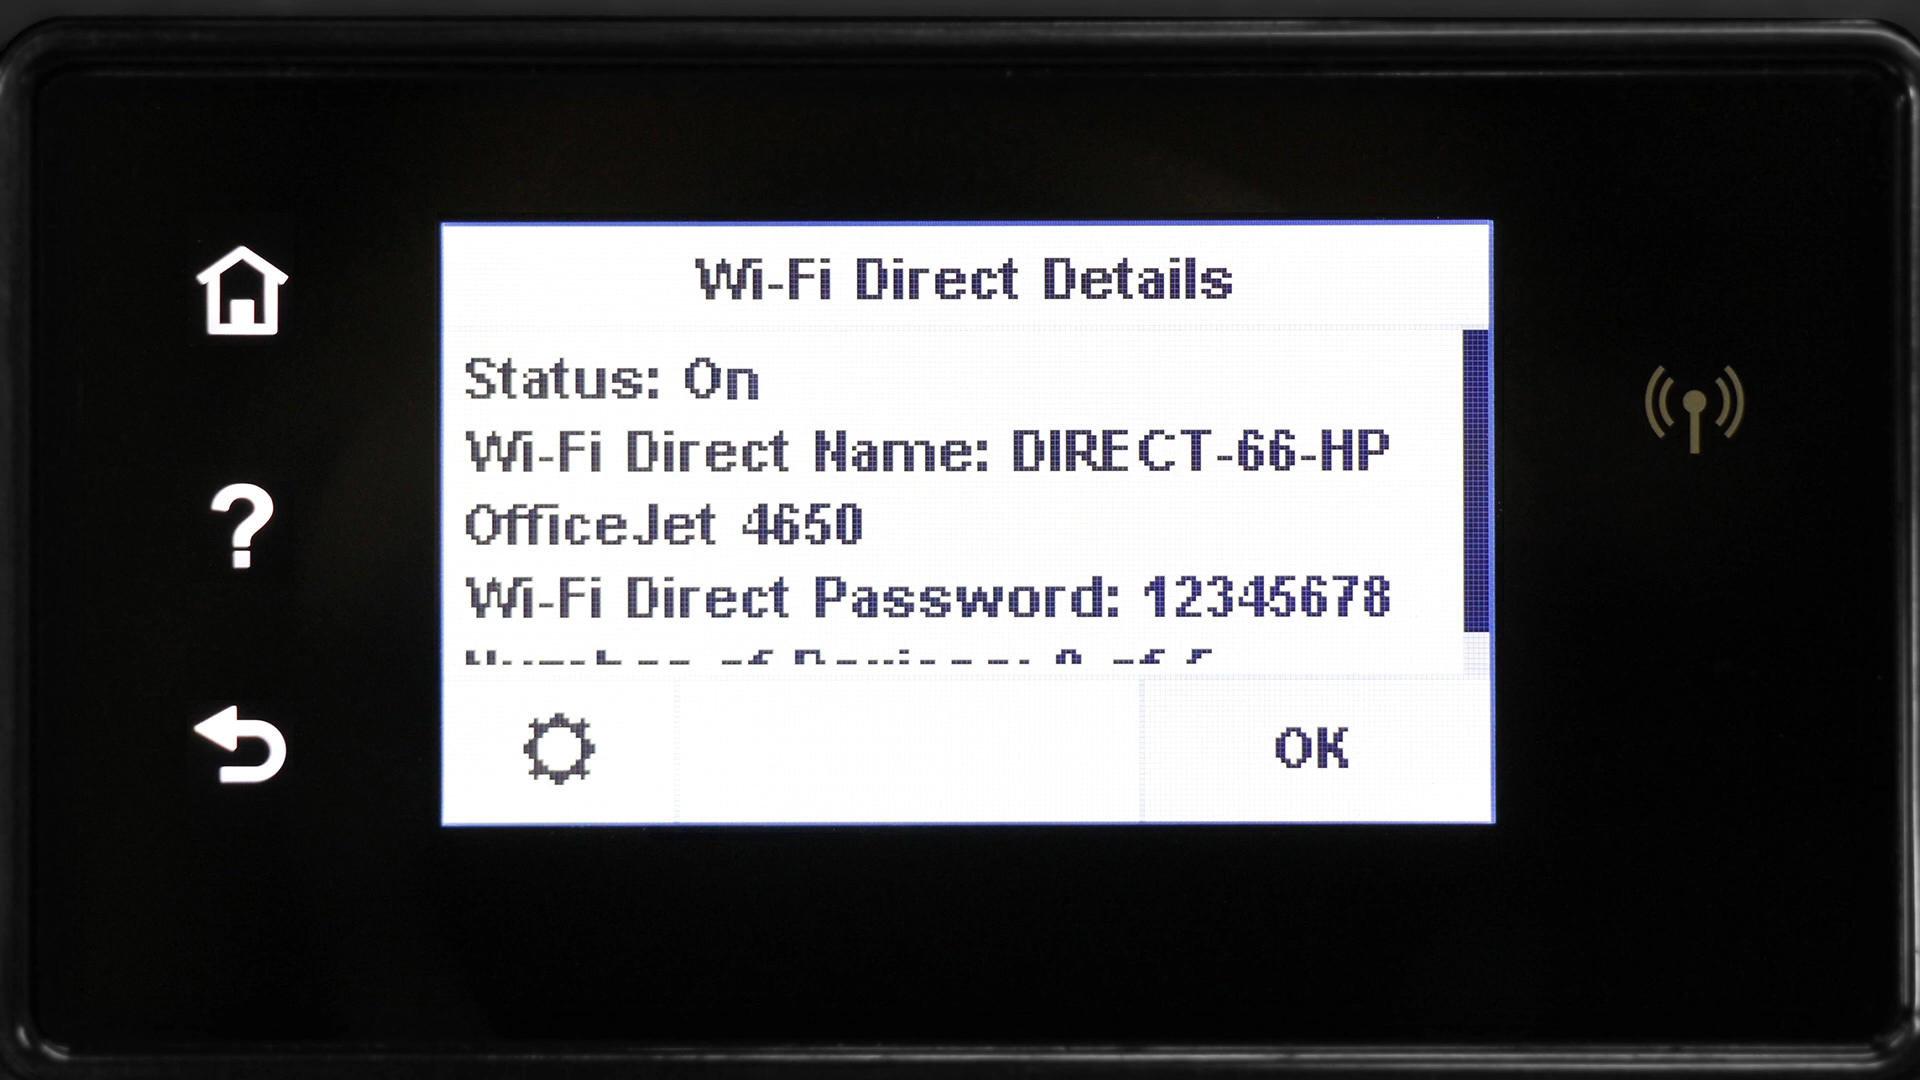 Wi-Fi Direct Details
Status: On
Wi-Fi Direct Name: DIRECT-66-HP
OfficeJet 4650
Wi-Fi Direct Password: 12345678
OK